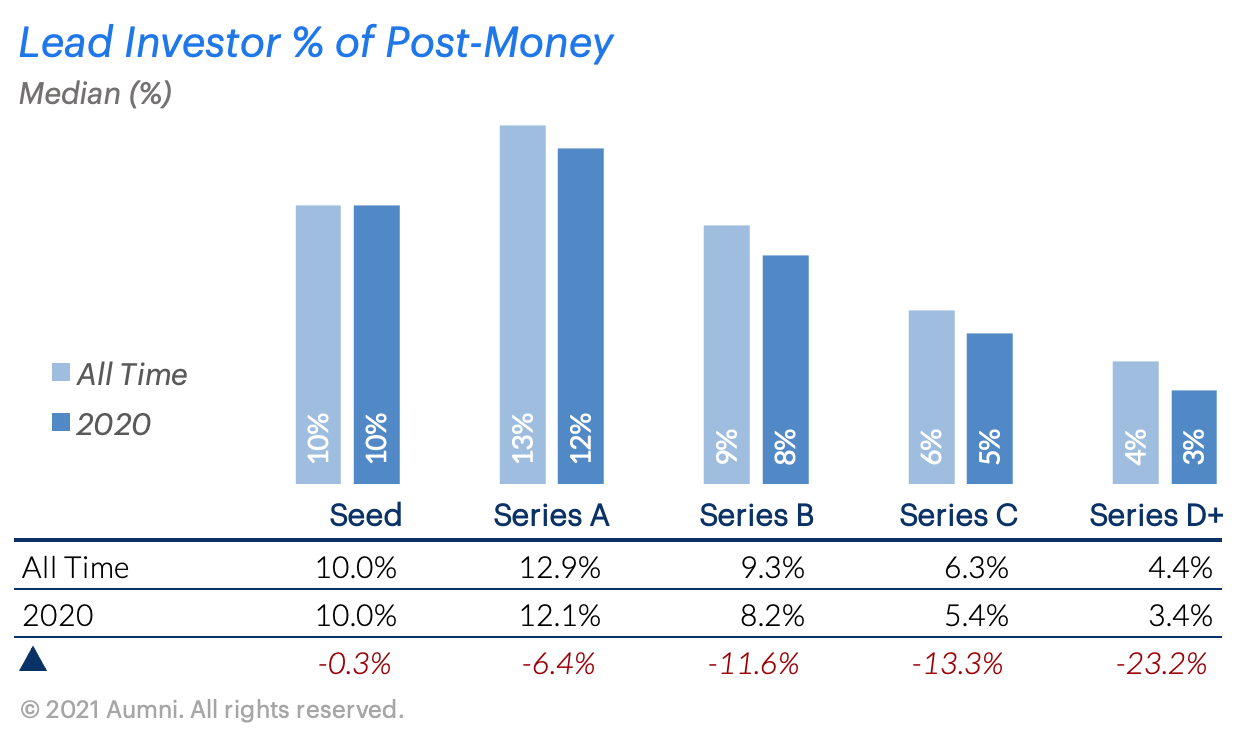 Lead Investor % of Post-Money
Median (%)
All Time
2020
10% 10% 13% 12% 9% 8% 6% 5% 4% 3%
Seed Series A Series B Series C Series D+
All Time 10.0% 12.9% 9.3% 6.3% 4.4%
2020 10.0% 12.1% 8.2% 5.4% 3.4%
▲ -0.3% -6.4% -11.6% -13.3% -23.2%
© 2021 Aumni. All rights reserved.